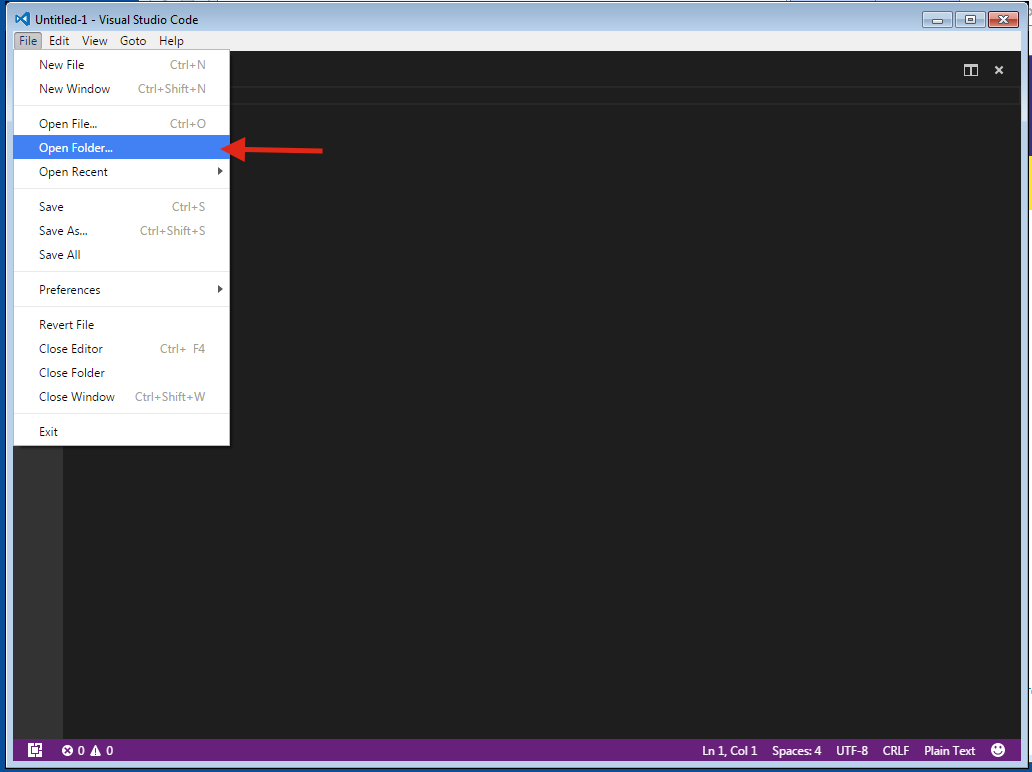 Untitled-1 - Visual Studio Code
File Edit View Goto Help
New File Ctrl+N
New Window Ctrl+Shift+N
Open File... Ctrl+O
Open Folder...
Open Recent
Save Ctrl+S
Save As... Ctrl+Shift+S
Save All
Preferences
Revert File
Close Editor Ctrl+ F4
Close Folder
Close Window Ctrl+Shift+W
Exit
0 0 Ln 1, Col 1 Spaces: 4 UTF-8 CRLF Plain Text